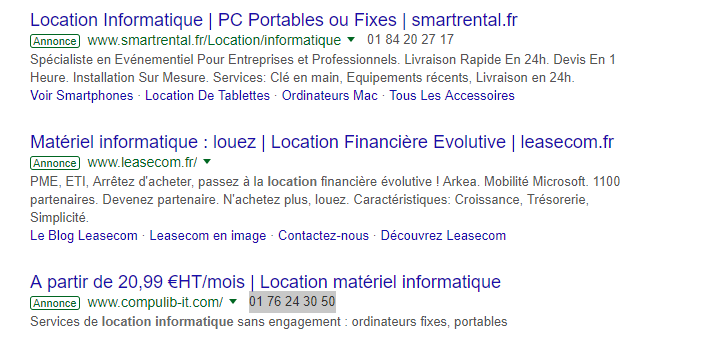 Location Informatique | PC Portables ou Fixes | smartrental.fr
Annonce www.smartrental.fr/Location/informatique 01 84 20 27 17
Spécialiste en Evénementiel Pour Entreprises et Professionnels. Livraison Rapide En 24h. Devis En 1
Heure. Installation Sur Mesure. Services: Clé en main, Equipements récents, Livraison en 24h.
Voir Smartphones · Location De Tablettes · Ordinateurs Mac · Tous Les Accessoires
Matériel informatique : louez | Location Financière Evolutive | leasecom.fr
Annonce www.leasecom.fr/
PME, ETI, Arrêtez d'acheter, passez à la location financière évolutive ! Arkea. Mobilité Microsoft. 1100
partenaires. Devenez partenaire. N'achetez plus, louez. Caractéristiques: Croissance, Trésorerie,
Simplicité.
Le Blog Leasecom · Leasecom en image · Contactez-nous · Découvrez Leasecom
A partir de 20,99 €HT/mois | Location matériel informatique
Annonce www.compulib-it.com/ 01 76 24 30 50
Services de location informatique sans engagement : ordinateurs fixes, portables